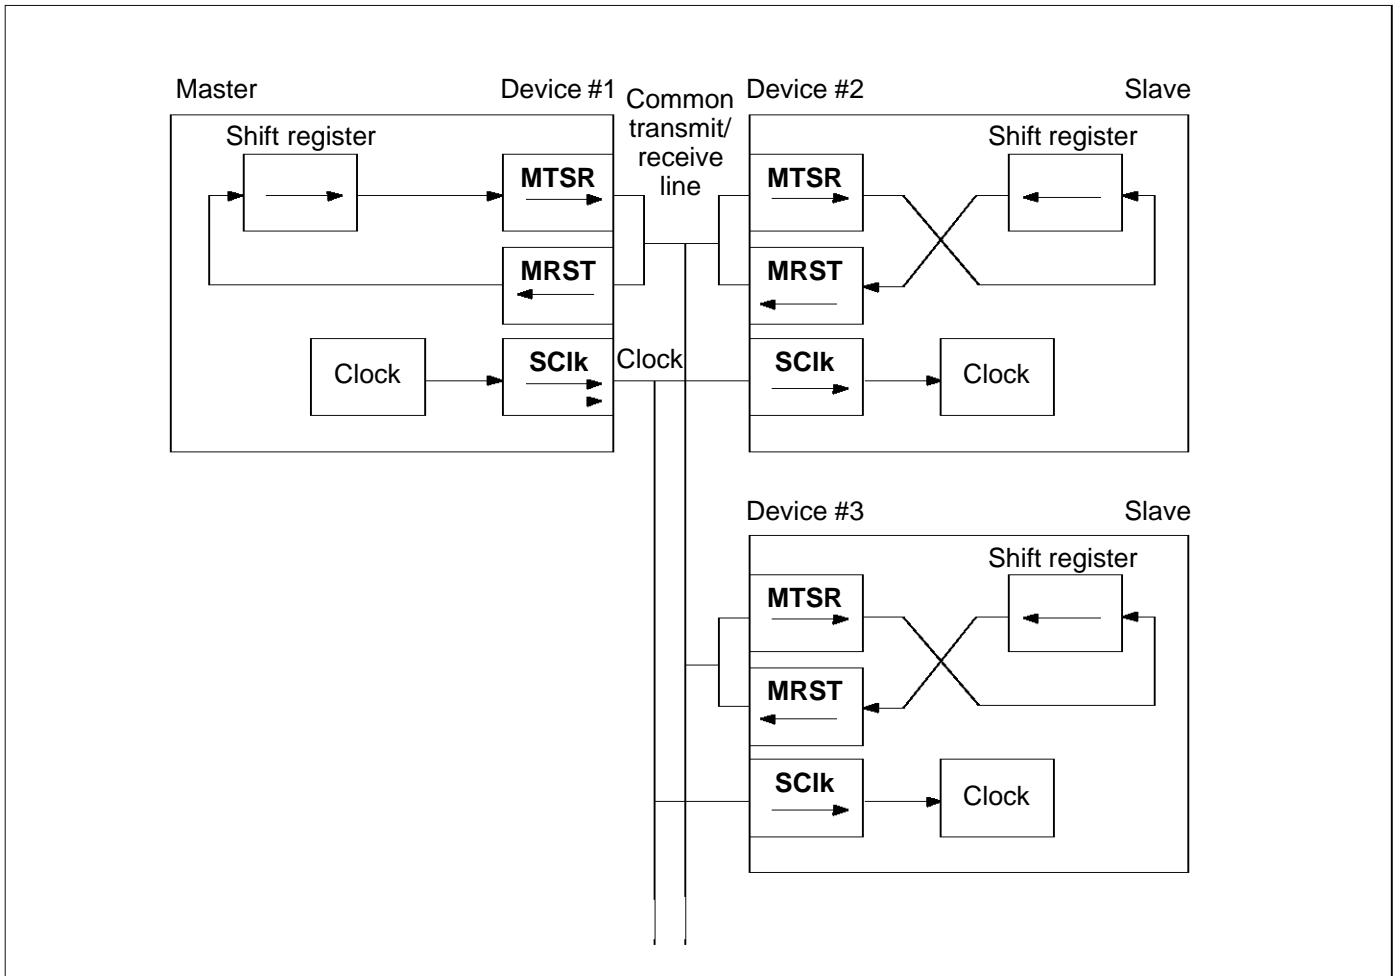 Master
Device #1
Common
transmit/
receive
line
Device #2
Slave
Shift register
MTSR
MRST
Clock
SClk
Clock
MTSR
MRST
SClk
Shift register
Clock
Device #3
Slave
Shift register
MTSR
MRST
SClk
Clock